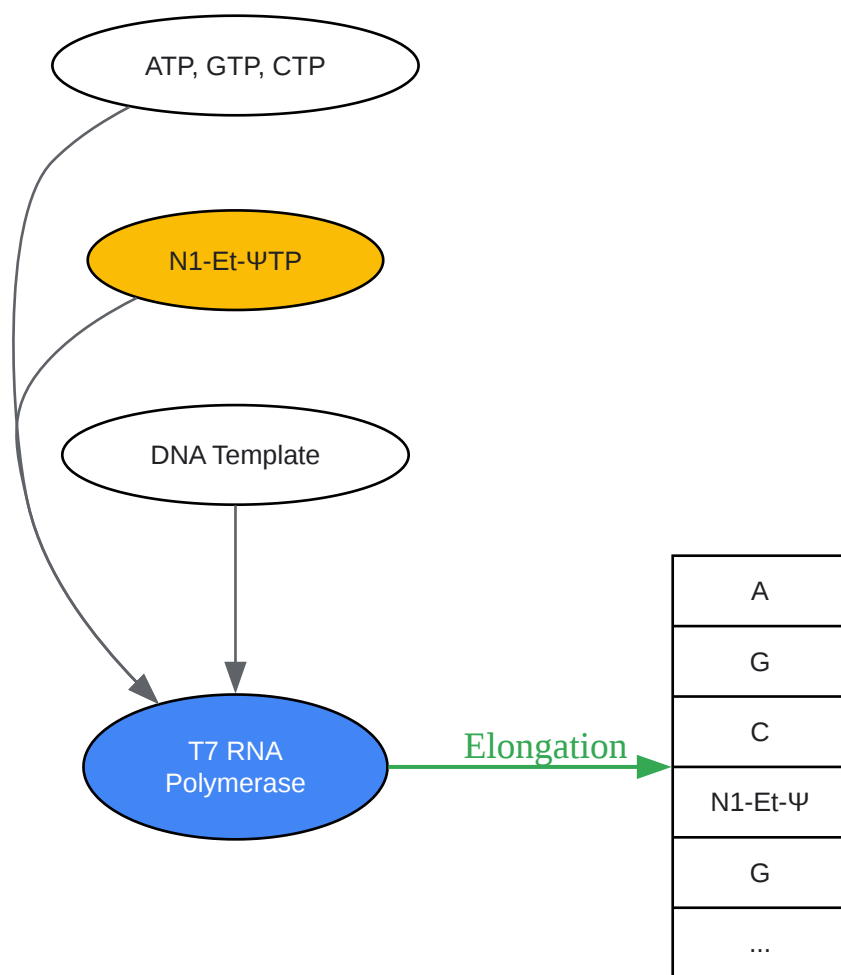 ATP, GTP, CTP
N1-Et-ΨTP
DNA Template
T7 RNA
Polymerase
Elongation
A
G
C
N1-Et-Ψ
G
...